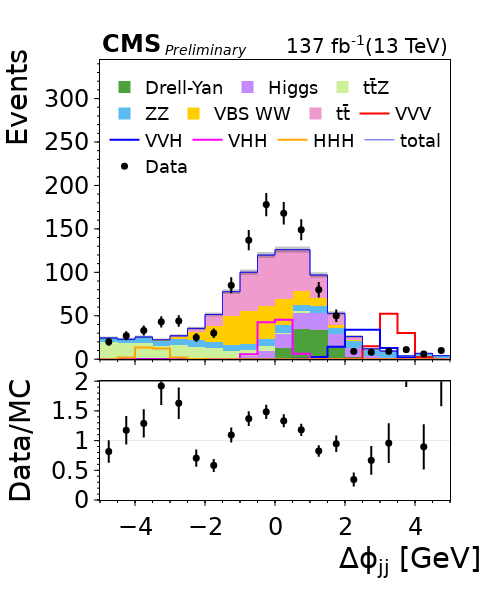 CMS Preliminary 137 fb⁻¹(13 TeV)
Events
Drell-Yan Higgs tt̄Z
ZZ VBS WW tt̄ VVV
VVH VHH HHH total
Data
300
250
200
150
100
50
0
Data/MC
2
1.5
1
0.5
0
−4 −2 0 2 4
Δϕjj [GeV]